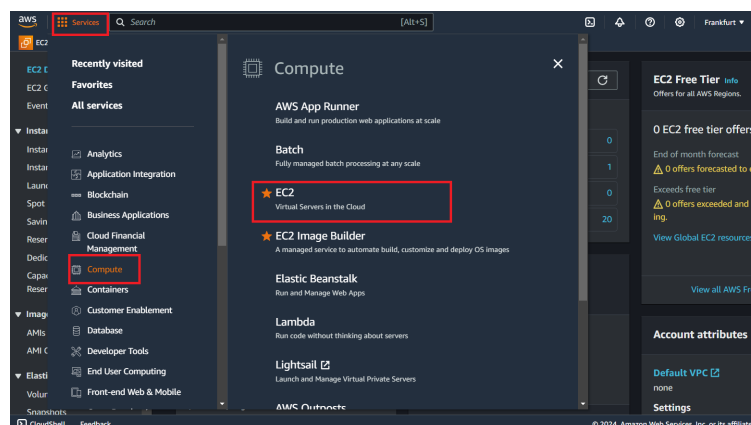 aws
Services
Search
[Alt+S]
Frankfurt
EC2
EC2 D
EC2 G
Event
Instan
Instan
Instan
Launc
Spot
Savin
Reser
Dedic
Capac
Reser
Imag
AMIs
AMI C
Elasti
Volur
Snapshots
Recently visited
Favorites
All services
Analytics
Application Integration
Blockchain
Business Applications
Cloud Financial
Management
Compute
Containers
Customer Enablement
Database
Developer Tools
End User Computing
Front-end Web & Mobile
Compute
AWS App Runner
Build and run production web applications at scale
Batch
Fully managed batch processing at any scale
EC2
Virtual Servers in the Cloud
EC2 Image Builder
A managed service to automate build, customize and deploy OS images
Elastic Beanstalk
Run and Manage Web Apps
Lambda
Run code without thinking about servers
Lightsail
Launch and Manage Virtual Private Servers
AWS Outposts
0
1
0
20
EC2 Free Tier Info
Offers for all AWS Regions.
0 EC2 free tier offers
End of month forecast
0 offers forecasted to
Exceeds free tier
0 offers exceeded and
ing.
View Global EC2 resource
View all AWS Fr
Account attributes
Default VPC
none
Settings
CloudShell
Feedback
© 2024, Amazon Web Services, Inc. or its affiliat